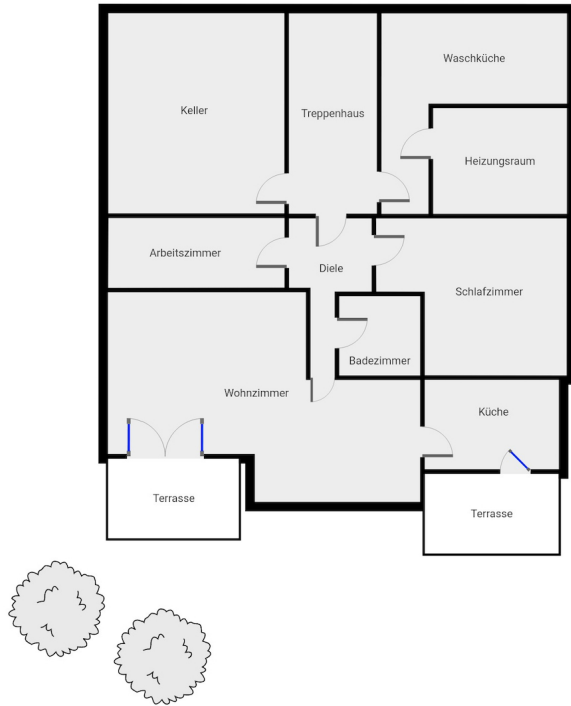 Waschküche
Keller
Treppenhaus
Heizungsraum
Arbeitszimmer
Diele
Schlafzimmer
Badezimmer
Wohnzimmer
Küche
Terrasse
Terrasse